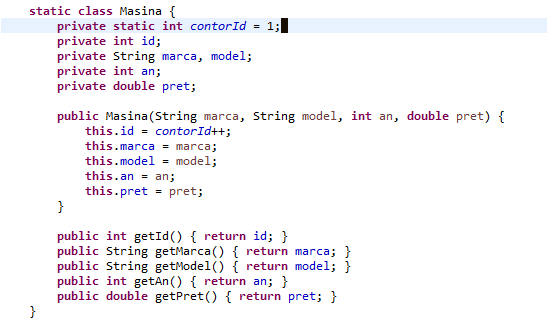 static class Masina {
    private static int contorId = 1;
    private int id;
    private String marca, model;
    private int an;
    private double pret;

    public Masina(String marca, String model, int an, double pret) {
        this.id = contorId++;
        this.marca = marca;
        this.model = model;
        this.an = an;
        this.pret = pret;
    }

    public int getId() { return id; }
    public String getMarca() { return marca; }
    public String getModel() { return model; }
    public int getAn() { return an; }
    public double getPret() { return pret; }
}